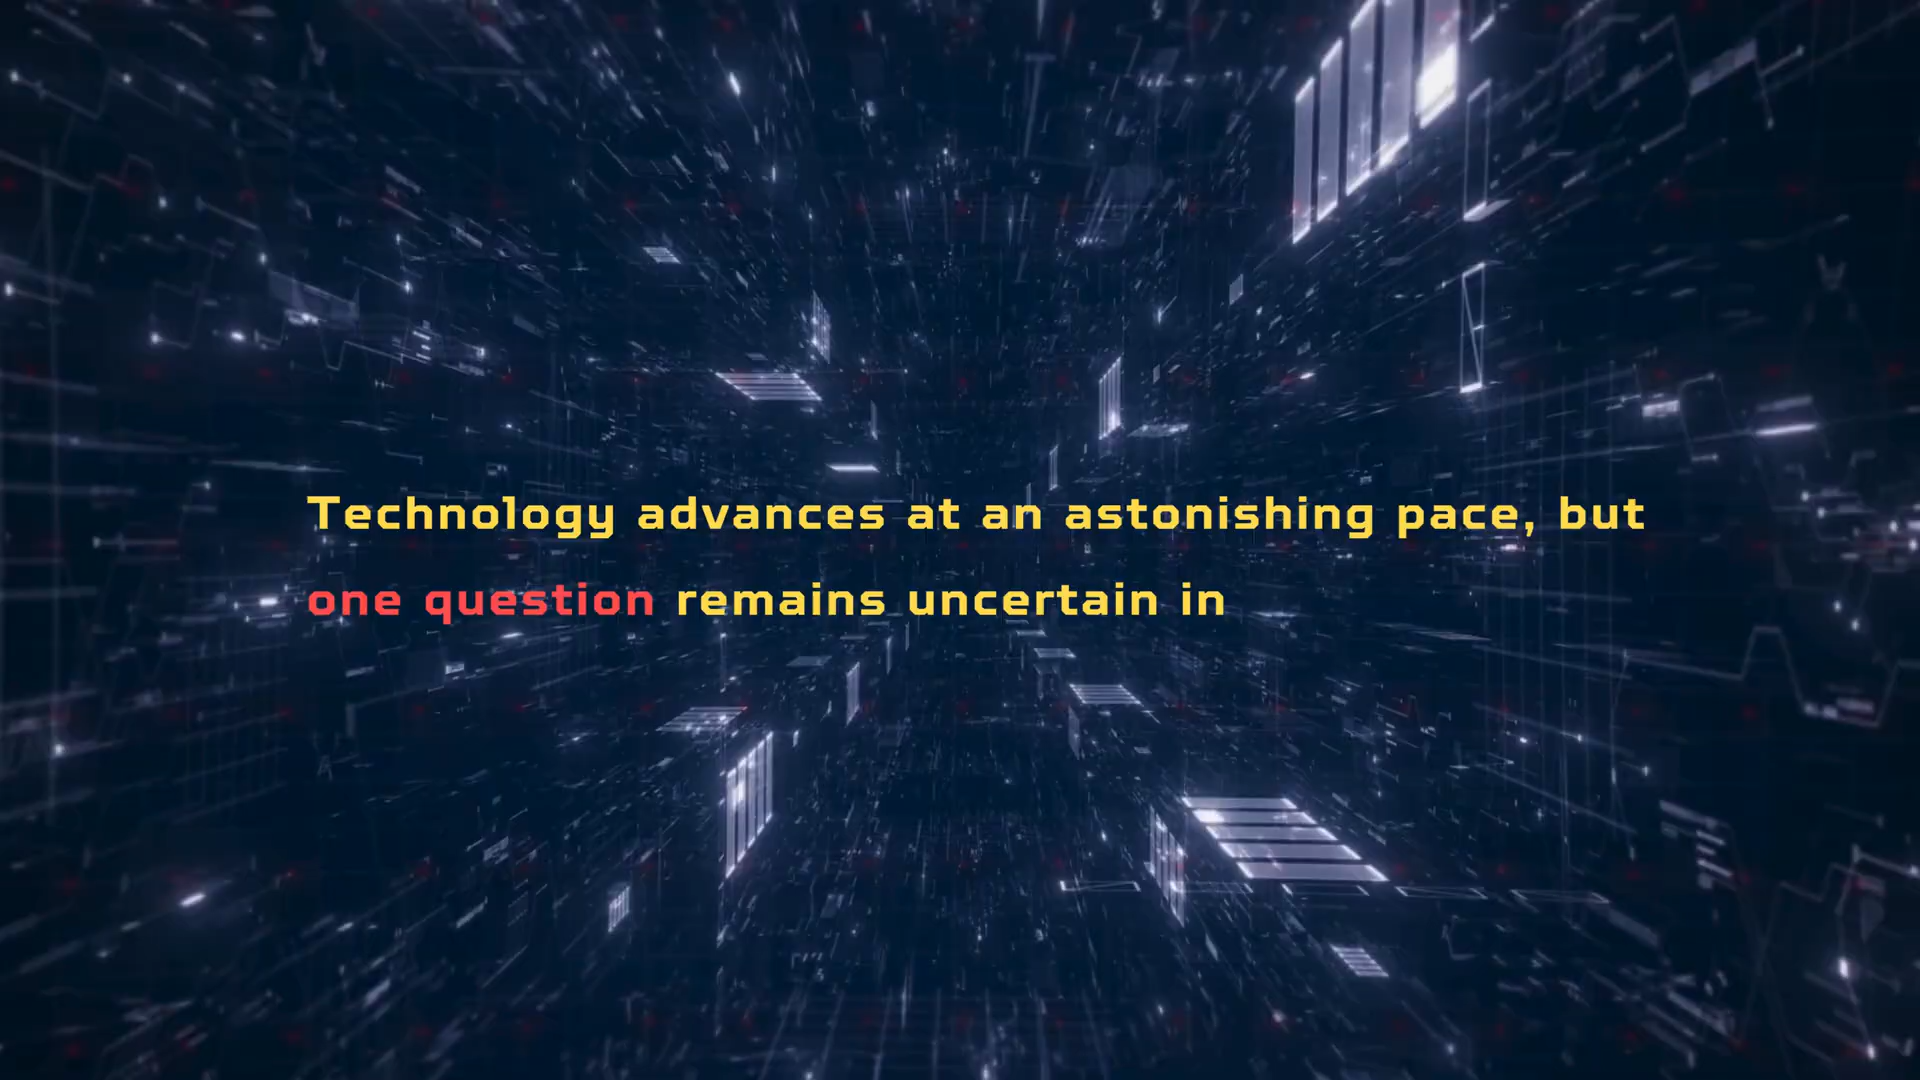 Technology advances at an astonishing pace, but
one question remains uncertain in